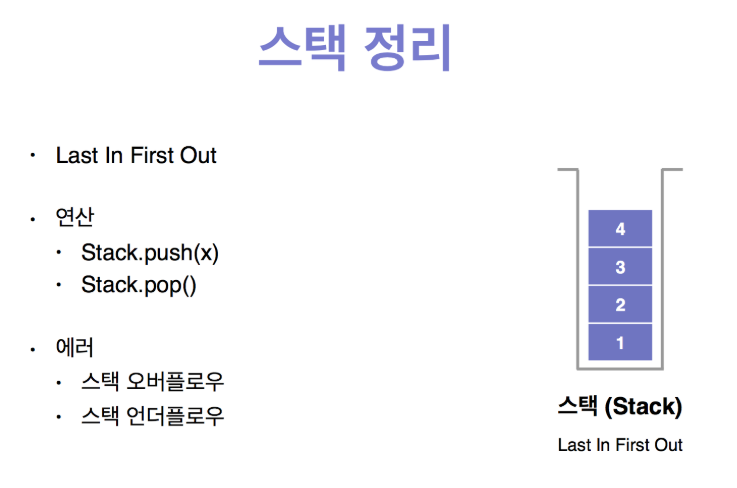 스택 정리
• Last In First Out
• 연산
• Stack.push(x)
• Stack.pop()
• 에러
• 스택 오버플로우
• 스택 언더플로우
4
3
2
1
스택 (Stack)
Last In First Out